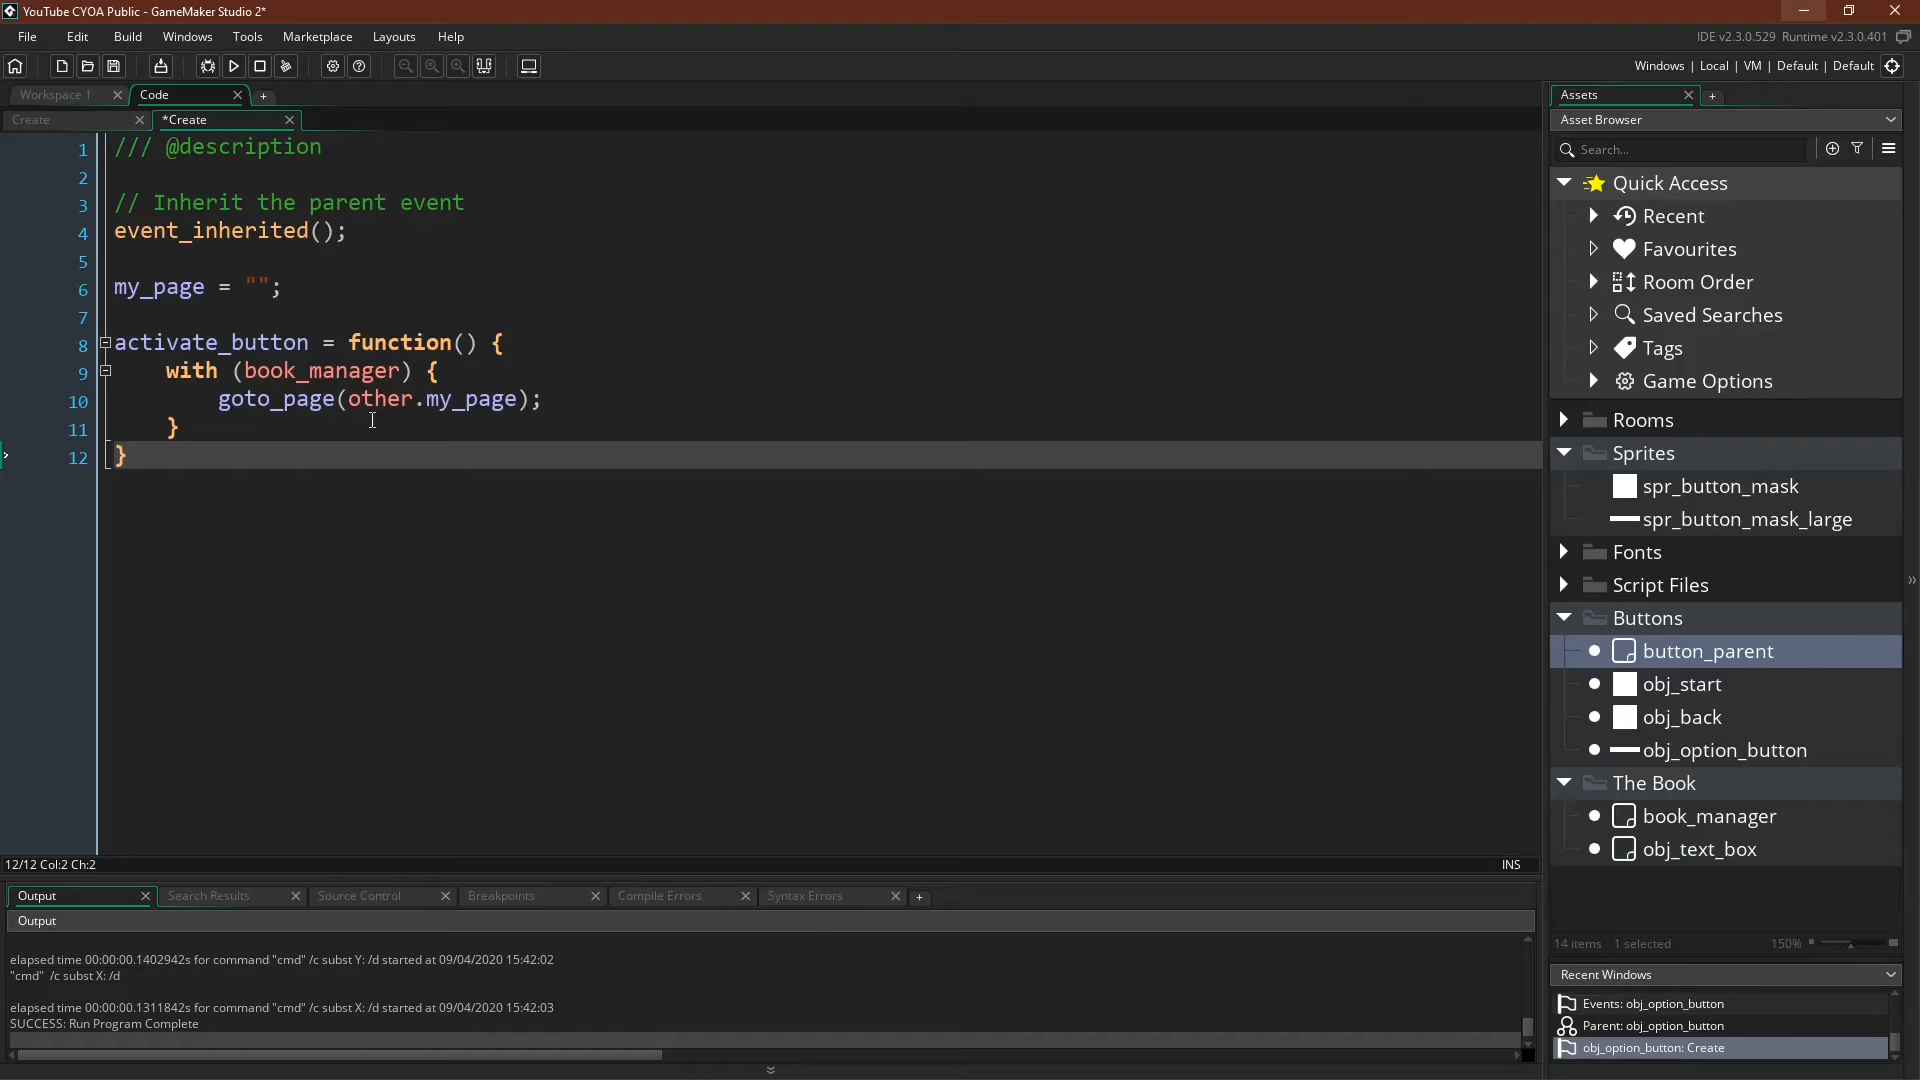 YouTube CYOA Public - GameMaker Studio 2*
File Edit Build Windows Tools Marketplace Layouts Help
IDE v2.3.0.529 Runtime v2.3.0.401
Windows | Local | VM | Default | Default
Workspace 1
Code
Create
*Create
1 /// @description
2
3 // Inherit the parent event
4 event_inherited();
5
6 my_page = "";
7
8 activate_button = function() {
9 with (book_manager) {
10 goto_page(other.my_page);
11 }
12 }
12/12 Col:2 Ch:2
INS
Output
Search Results
Source Control
Breakpoints
Compile Errors
Syntax Errors
Output
elapsed time 00:00:00.1402942s for command "cmd" /c subst Y: /d started at 09/04/2020 15:42:02
"cmd" /c subst X: /d
elapsed time 00:00:00.1311842s for command "cmd" /c subst X: /d started at 09/04/2020 15:42:03
SUCCESS: Run Program Complete
Assets
Asset Browser
Search...
Quick Access
Recent
Favourites
Room Order
Saved Searches
Tags
Game Options
Rooms
Sprites
spr_button_mask
spr_button_mask_large
Fonts
Script Files
Buttons
button_parent
obj_start
obj_back
obj_option_button
The Book
book_manager
obj_text_box
14 items 1 selected
150%
Recent Windows
Events: obj_option_button
Parent: obj_option_button
obj_option_button: Create